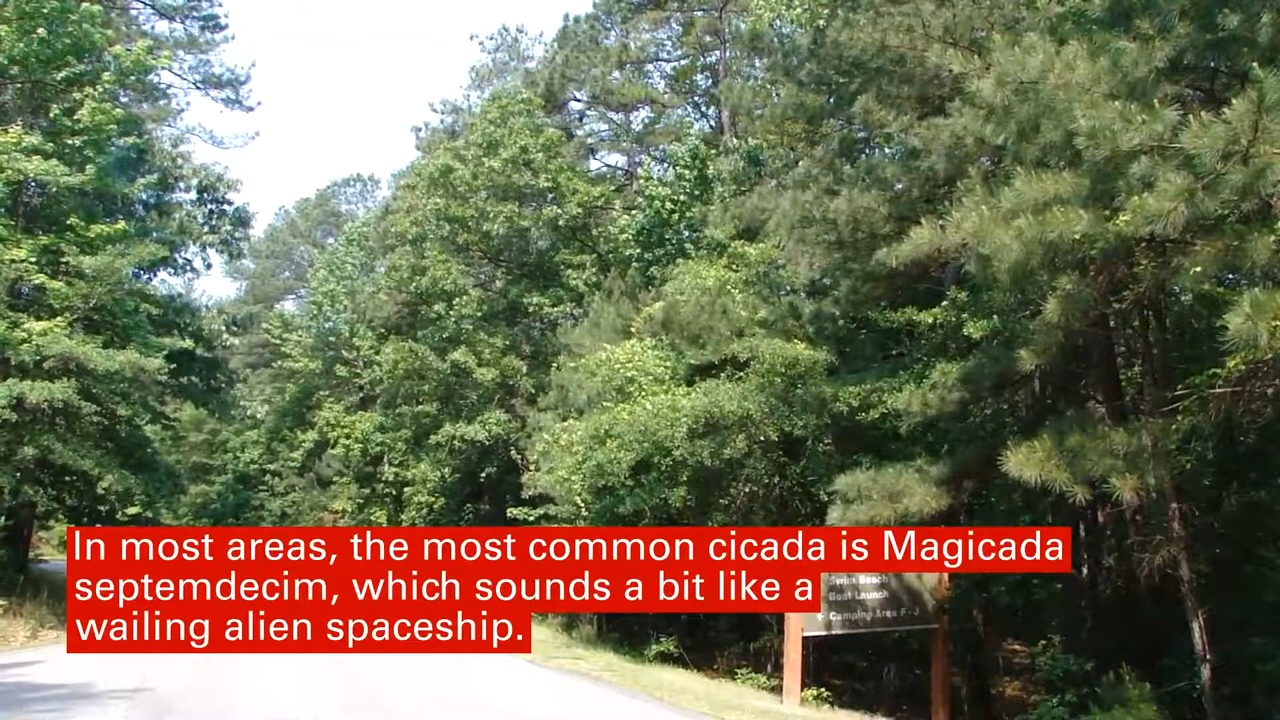 In most areas, the most common cicada is Magicada
septemdecim, which sounds a bit like a
wailing alien spaceship.
Swim Beach
Boat Launch
← Camping Area F - J